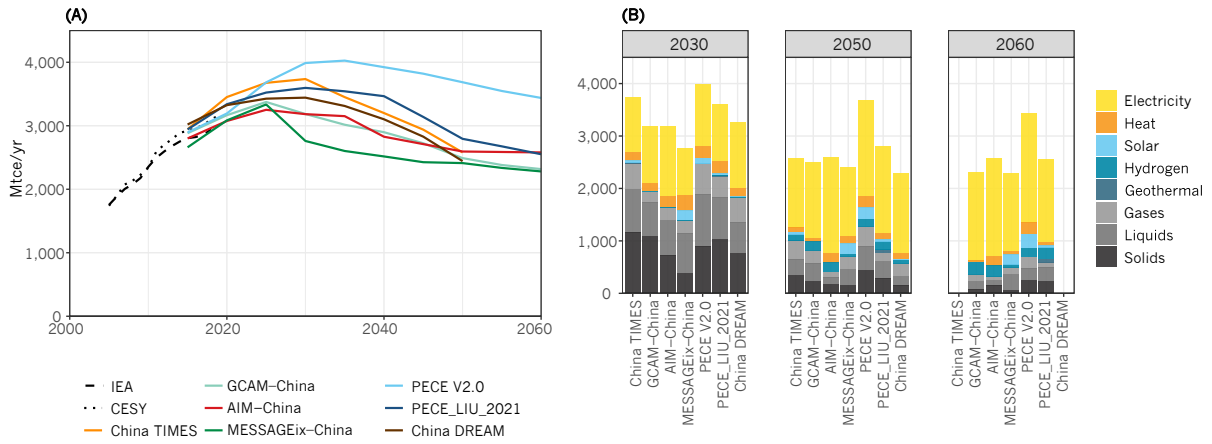 (A)
Mtce/yr
4,000
3,000
2,000
1,000
0
2000
2020
2040
2060
IEA
CESY
China TIMES
GCAM–China
AIM–China
MESSAGEix–China
PECE V2.0
PECE_LIU_2021
China DREAM
(B)
2030
2050
2060
4,000
3,000
2,000
1,000
0
China TIMES
GCAM–China
AIM–China
MESSAGEix–China
PECE V2.0
PECE_LIU_2021
China DREAM
China TIMES
GCAM–China
AIM–China
MESSAGEix–China
PECE V2.0
PECE_LIU_2021
China DREAM
China TIMES
GCAM–China
AIM–China
MESSAGEix–China
PECE V2.0
PECE_LIU_2021
China DREAM
Electricity
Heat
Solar
Hydrogen
Geothermal
Gases
Liquids
Solids